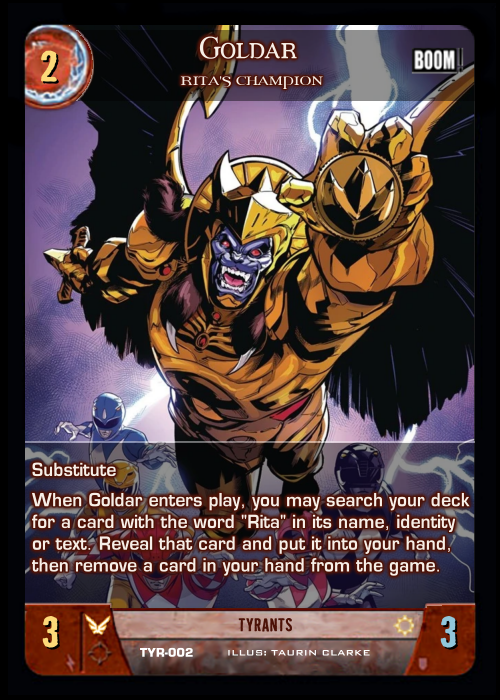 2
Goldar
Rita's Champion
BOOM!
Substitute
When Goldar enters play, you may search your deck
for a card with the word "Rita" in its name, identity
or text. Reveal that card and put it into your hand,
then remove a card in your hand from the game.
3
TYRANTS
3
TYR-002 ILLUS: TAURIN CLARKE